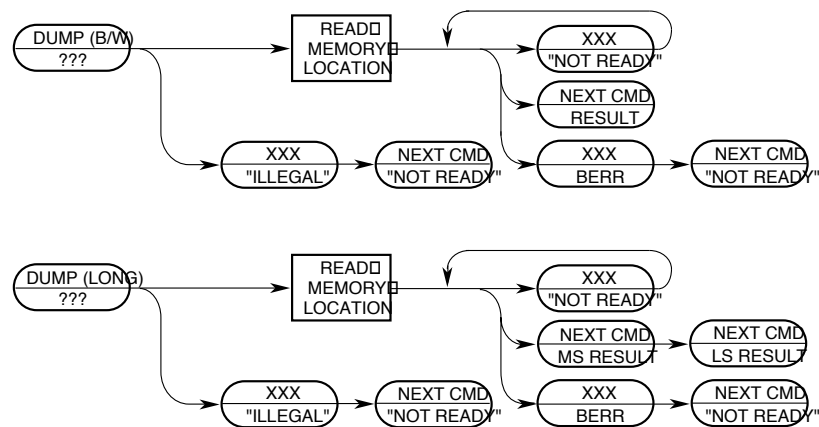 DUMP (B/W)
???
READ
MEMORY
LOCATION
XXX
"NOT READY"
NEXT CMD
RESULT
XXX
"ILLEGAL"
NEXT CMD
"NOT READY"
XXX
BERR
NEXT CMD
"NOT READY"
DUMP (LONG)
???
READ
MEMORY
LOCATION
XXX
"NOT READY"
NEXT CMD
MS RESULT
NEXT CMD
LS RESULT
XXX
"ILLEGAL"
NEXT CMD
"NOT READY"
XXX
BERR
NEXT CMD
"NOT READY"